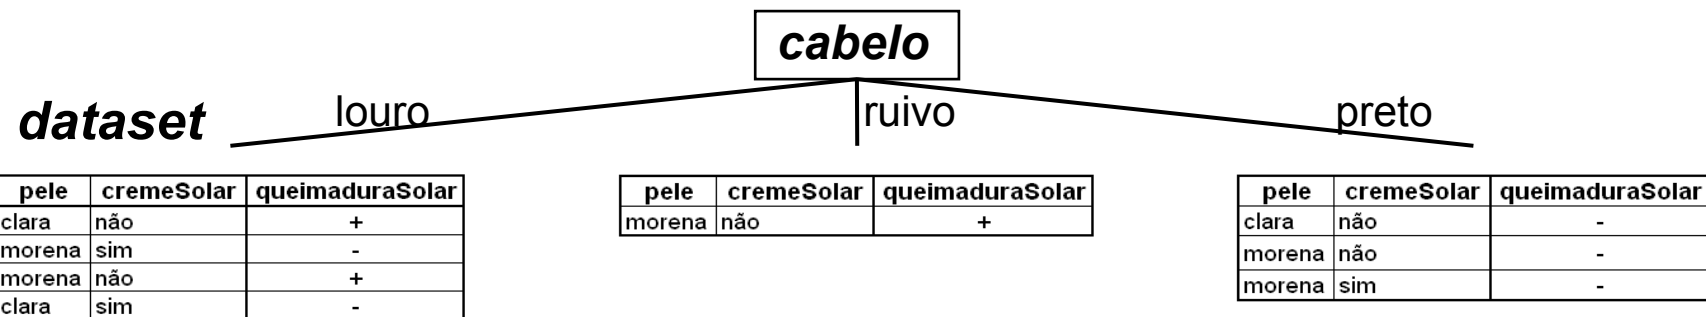 cabelo
dataset
louro
ruivo
preto
pele cremeSolar queimaduraSolar
clara não +
morena sim -
morena não +
clara sim -
pele cremeSolar queimaduraSolar
morena não +
pele cremeSolar queimaduraSolar
clara não -
morena não -
morena sim -